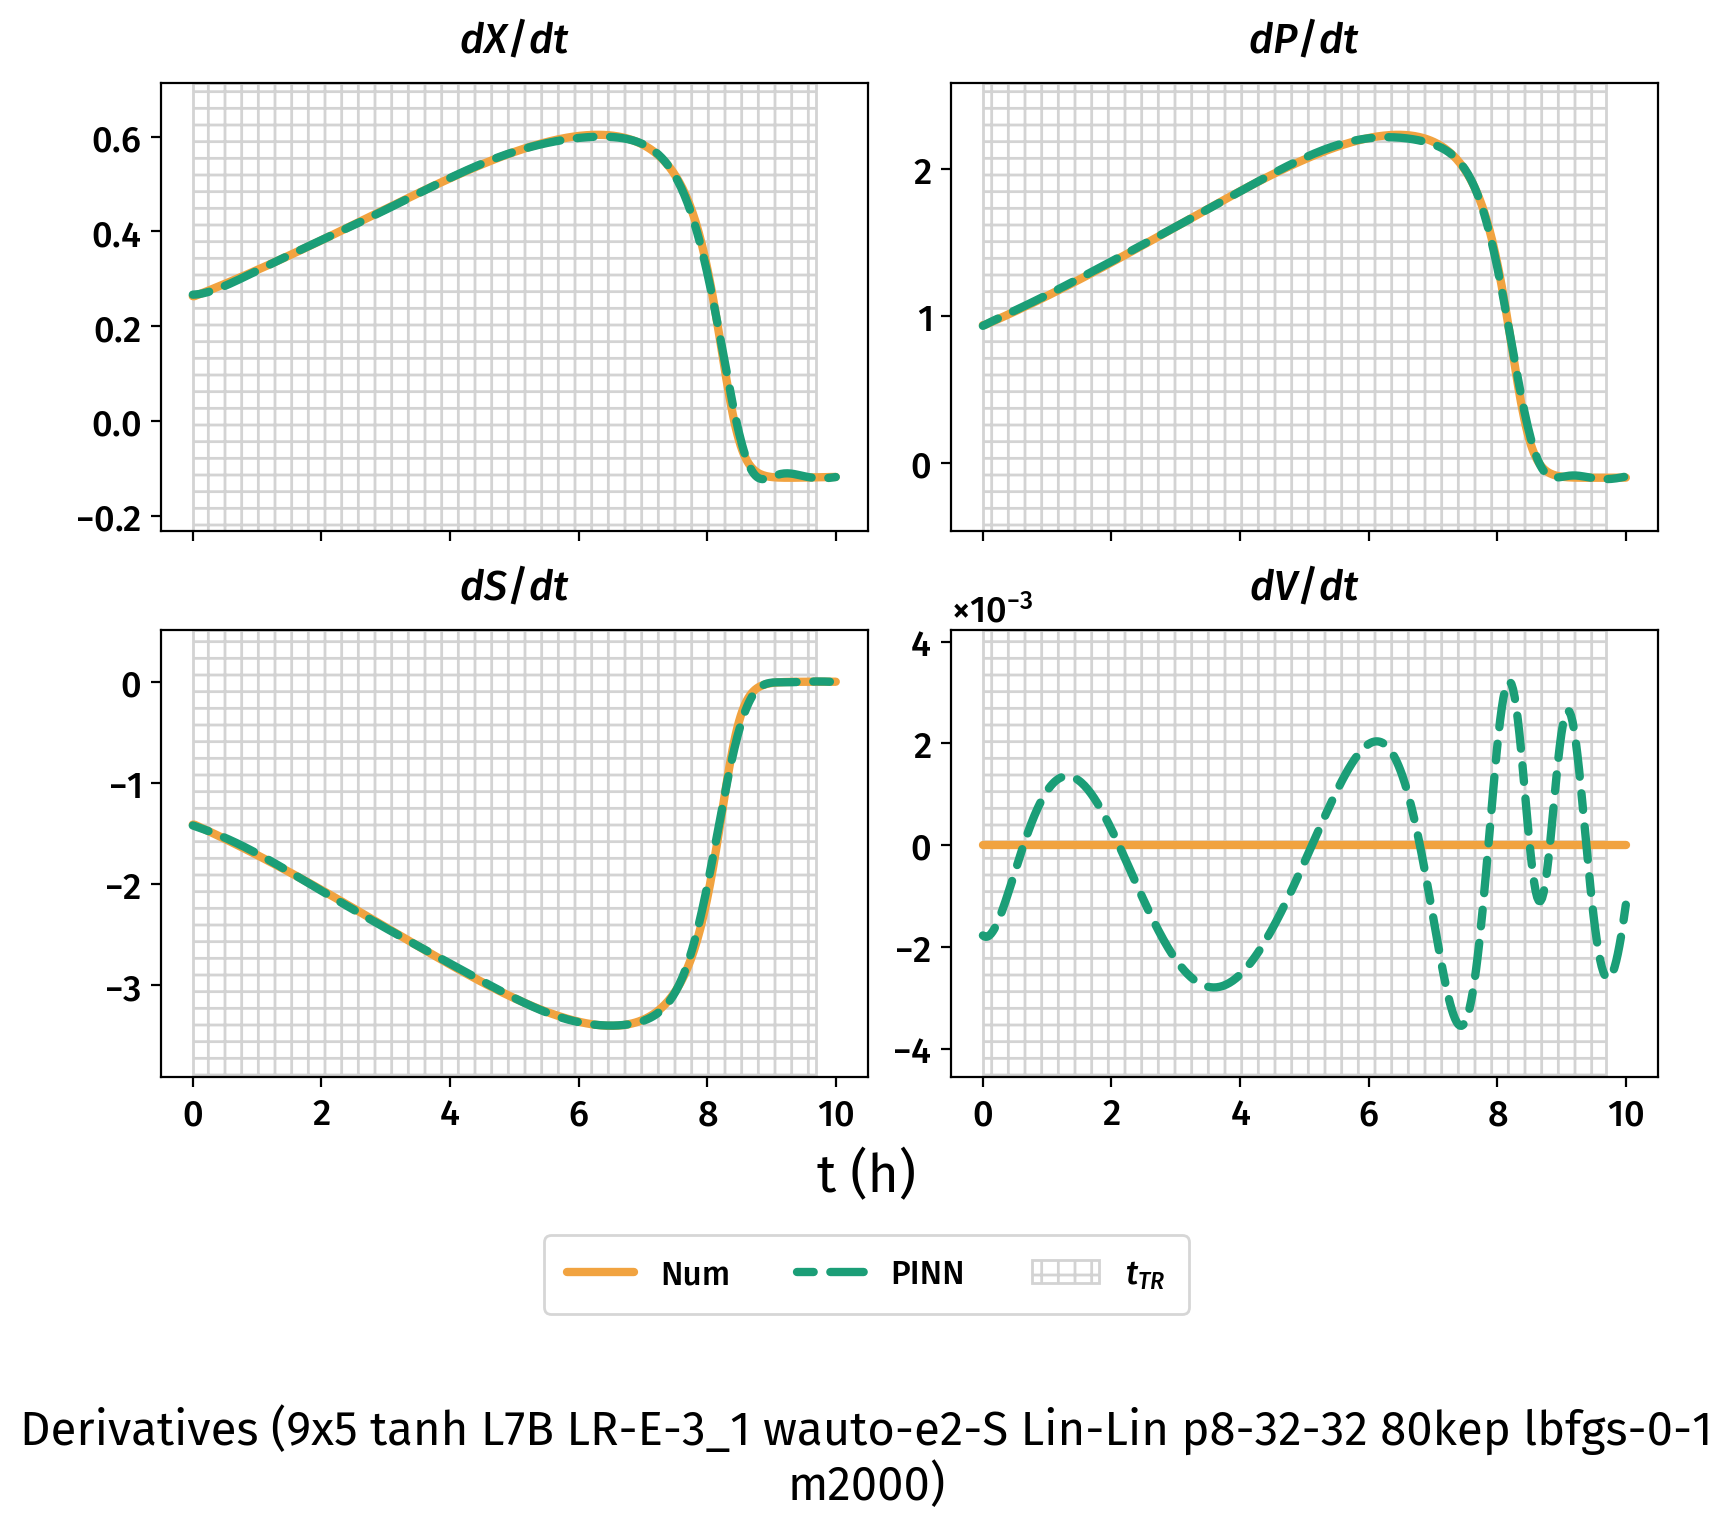 dX/dt
dP/dt
0.6
0.4
0.2
0.0
−0.2
2
1
0
dS/dt
dV/dt
×10⁻³
0
−1
−2
−3
4
2
0
−2
−4
0 2 4 6 8 10
0 2 4 6 8 10
t (h)
Num PINN t_TR
Derivatives (9x5 tanh L7B LR-E-3_1 wauto-e2-S Lin-Lin p8-32-32 80kep lbfgs-0-1
m2000)